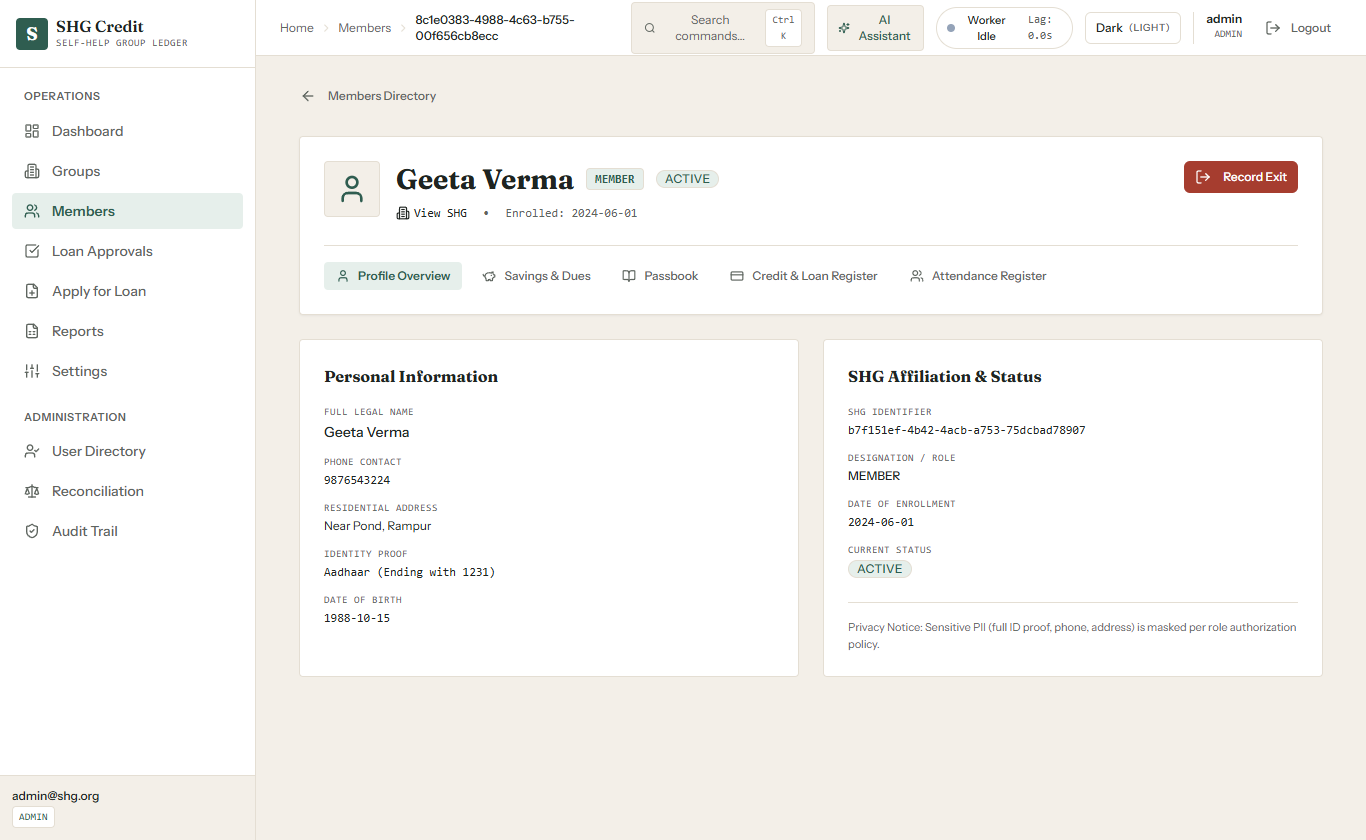 S
SHG Credit
SELF-HELP GROUP LEDGER
Home
Members
8c1e0383-4988-4c63-b755-
00f656cb8ecc
Search
commands...
Ctrl
K
AI
Assistant
Worker
Idle
Lag:
0.0s
Dark (LIGHT)
admin
ADMIN
Logout
OPERATIONS
Dashboard
Groups
Members
Loan Approvals
Apply for Loan
Reports
Settings
ADMINISTRATION
User Directory
Reconciliation
Audit Trail
admin@shg.org
ADMIN
Members Directory
Geeta Verma MEMBER ACTIVE
View SHG • Enrolled: 2024-06-01
Record Exit
Profile Overview Savings & Dues Passbook Credit & Loan Register Attendance Register
Personal Information
FULL LEGAL NAME
Geeta Verma
PHONE CONTACT
9876543224
RESIDENTIAL ADDRESS
Near Pond, Rampur
IDENTITY PROOF
Aadhaar (Ending with 1231)
DATE OF BIRTH
1988-10-15
SHG Affiliation & Status
SHG IDENTIFIER
b7f151ef-4b42-4acb-a753-75dcbad78907
DESIGNATION / ROLE
MEMBER
DATE OF ENROLLMENT
2024-06-01
CURRENT STATUS
ACTIVE
Privacy Notice: Sensitive PII (full ID proof, phone, address) is masked per role authorization
policy.